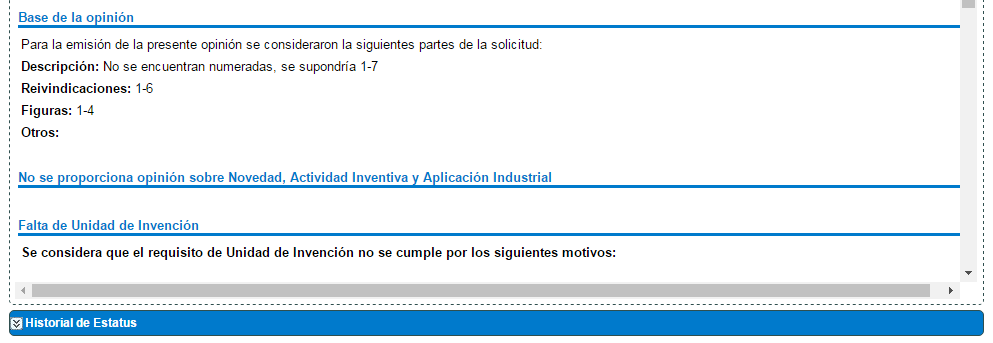 Base de la opinión
Para la emisión de la presente opinión se consideraron la siguientes partes de la solicitud:
Descripción: No se encuentran numeradas, se supondría 1-7
Reivindicaciones: 1-6
Figuras: 1-4
Otros:
No se proporciona opinión sobre Novedad, Actividad Inventiva y Aplicación Industrial
Falta de Unidad de Invención
Se considera que el requisito de Unidad de Invención no se cumple por los siguientes motivos:
Historial de Estatus